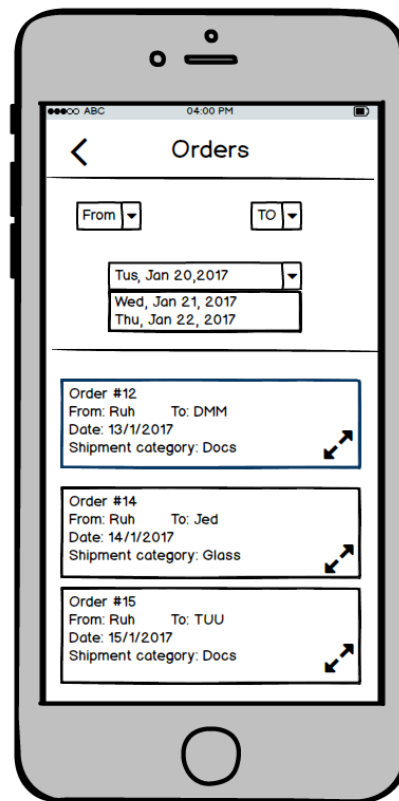 ABC 04:00 PM
Orders
From TO
Tus, Jan 20,2017
Wed, Jan 21, 2017
Thu, Jan 22, 2017
Order #12
From: Ruh To: DMM
Date: 13/1/2017
Shipment category: Docs
Order #14
From: Ruh To: Jed
Date: 14/1/2017
Shipment category: Glass
Order #15
From: Ruh To: TUU
Date: 15/1/2017
Shipment category: Docs